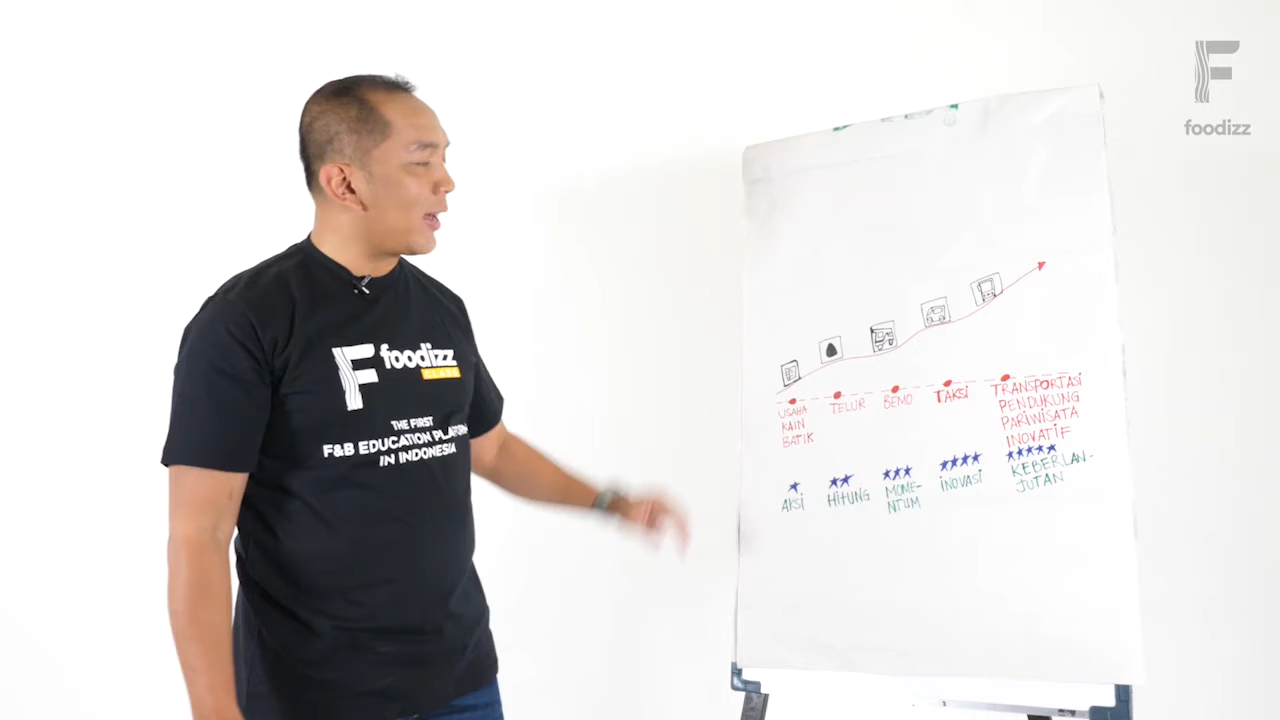 F
foodizz
F foodizz
CLASS
THE FIRST
F&B EDUCATION PLATFORM
IN INDONESIA
USAHA
KAIN
BATIK
TELUR
BEMO
TAKSI
TRANSPORTASI
PENDUKUNG
PARIWISATA
INOVATIF
AKSI
HITUNG
MOME-
NTUM
INOVASI
KEBERLAN-
JUTAN